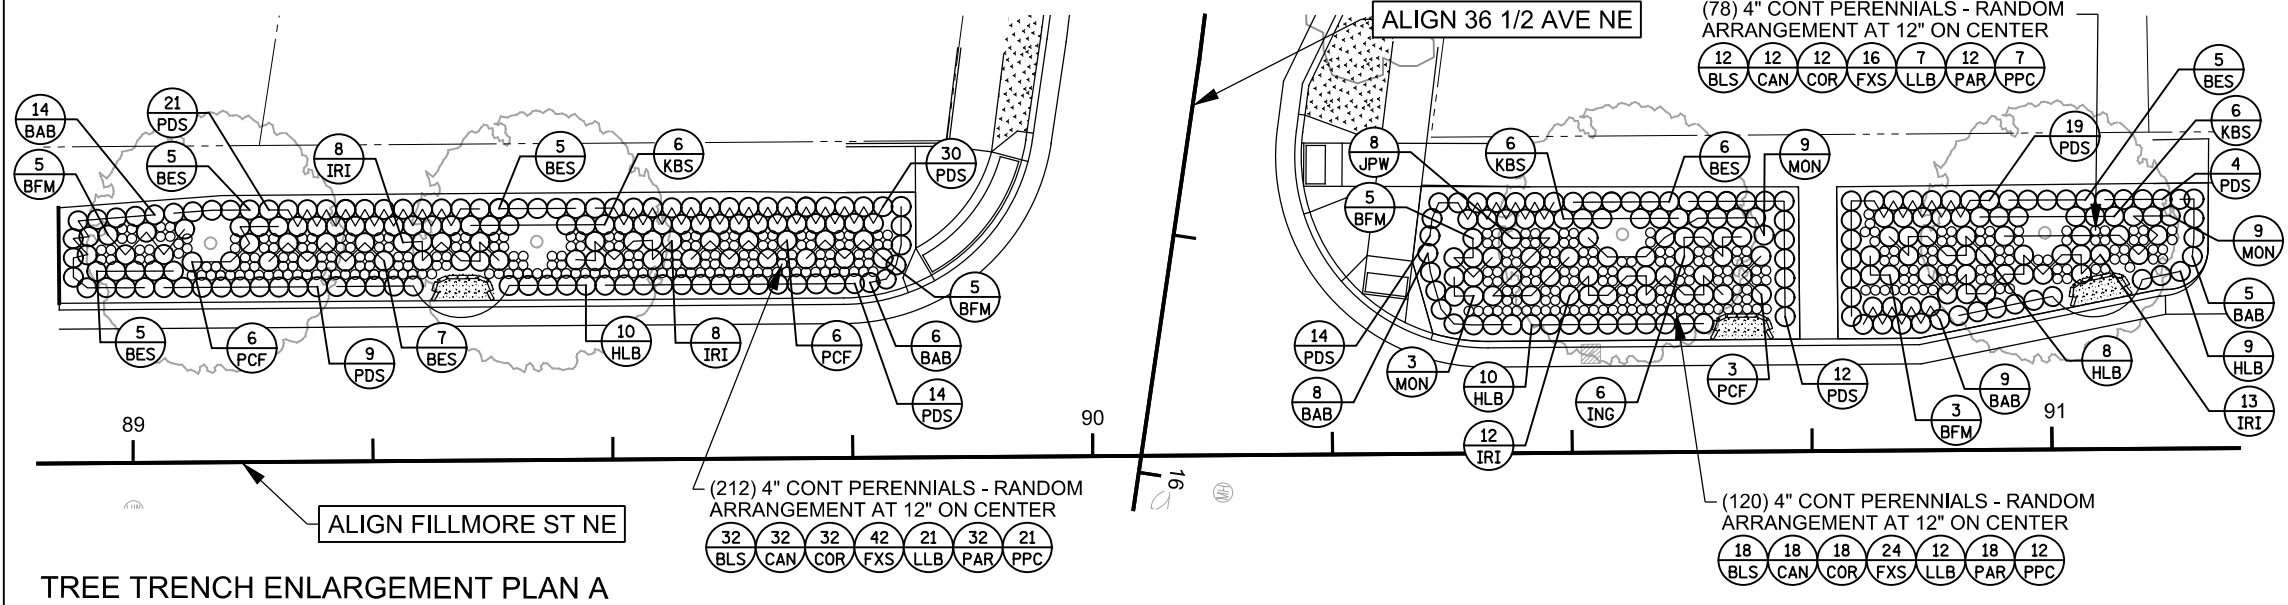 ALIGN 36 1/2 AVE NE
(78) 4" CONT PERENNIALS - RANDOM
ARRANGEMENT AT 12" ON CENTER
12 BLS
12 CAN
12 COR
16 FXS
7 LLB
12 PAR
7 PPC
14 BAB
21 PDS
5 BFM
5 BES
8 IRI
5 BES
6 KBS
30 PDS
8 JPW
6 KBS
6 BES
9 MON
5 BFM
19 PDS
5 BES
6 KBS
4 PDS
9 MON
5 BES
6 PCF
9 PDS
7 BES
10 HLB
8 IRI
6 PCF
5 BFM
6 BAB
14 PDS
14 PDS
8 BAB
3 MON
10 HLB
12 IRI
6 ING
3 PCF
12 PDS
3 BFM
9 BAB
8 HLB
5 BAB
9 HLB
13 IRI
89
90
91
16
ALIGN FILLMORE ST NE
(212) 4" CONT PERENNIALS - RANDOM
ARRANGEMENT AT 12" ON CENTER
32 BLS
32 CAN
32 COR
42 FXS
21 LLB
32 PAR
21 PPC
(120) 4" CONT PERENNIALS - RANDOM
ARRANGEMENT AT 12" ON CENTER
18 BLS
18 CAN
18 COR
24 FXS
12 LLB
18 PAR
12 PPC
TREE TRENCH ENLARGEMENT PLAN A